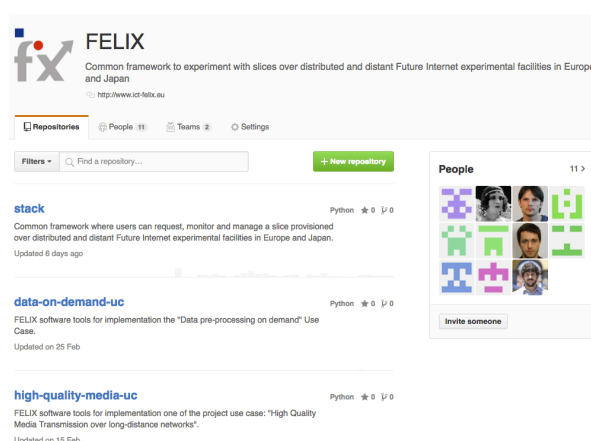 fx
FELIX
Common framework to experiment with slices over distributed and distant Future Internet experimental facilities in Europe
and Japan
http://www.ict-felix.eu
Repositories People 11 Teams 2 Settings
Filters Find a repository... + New repository
People 11 >
stack Python 0 0
Common framework where users can request, monitor and manage a slice provisioned
over distributed and distant Future Internet experimental facilities in Europe and Japan.
Updated 6 days ago
data-on-demand-uc Python 0 0
FELIX software tools for implementation the "Data pre-processing on demand" Use
Case.
Updated on 25 Feb
Invite someone
high-quality-media-uc Python 0 0
FELIX software tools for implementation one of the project use case: "High Quality
Media Transmission over long-distance networks".
Updated on 15 Feb